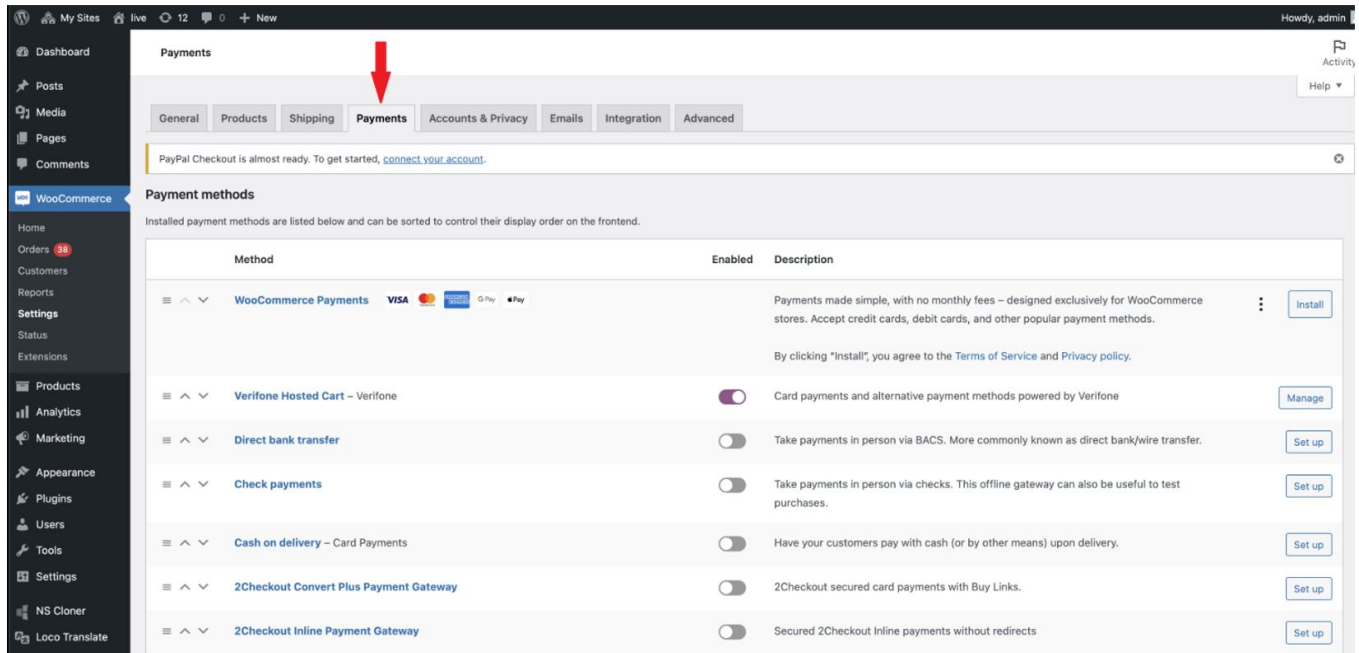 My Sites live 12 0 New Howdy, admin
Dashboard
Payments
Activity
Posts
Help
Media
General Products Shipping Payments Accounts & Privacy Emails Integration Advanced
Pages
Comments
PayPal Checkout is almost ready. To get started, connect your account.
WooCommerce
Payment methods
Home
Installed payment methods are listed below and can be sorted to control their display order on the frontend.
Orders 38
Customers
Method Enabled Description
Reports
WooCommerce Payments VISA G Pay Pay Payments made simple, with no monthly fees – designed exclusively for WooCommerce
Install
Settings
stores. Accept credit cards, debit cards, and other popular payment methods.
Status
Extensions
By clicking “Install”, you agree to the Terms of Service and Privacy policy.
Products
Verifone Hosted Cart – Verifone Card payments and alternative payment methods powered by Verifone Manage
Analytics
Marketing
Direct bank transfer Take payments in person via BACS. More commonly known as direct bank/wire transfer. Set up
Appearance
Check payments Take payments in person via checks. This offline gateway can also be useful to test
Set up
purchases.
Plugins
Users
Tools
Cash on delivery – Card Payments Have your customers pay with cash (or by other means) upon delivery. Set up
Settings
2Checkout Convert Plus Payment Gateway 2Checkout secured card payments with Buy Links. Set up
NS Cloner
Loco Translate
2Checkout Inline Payment Gateway Secured 2Checkout Inline payments without redirects Set up